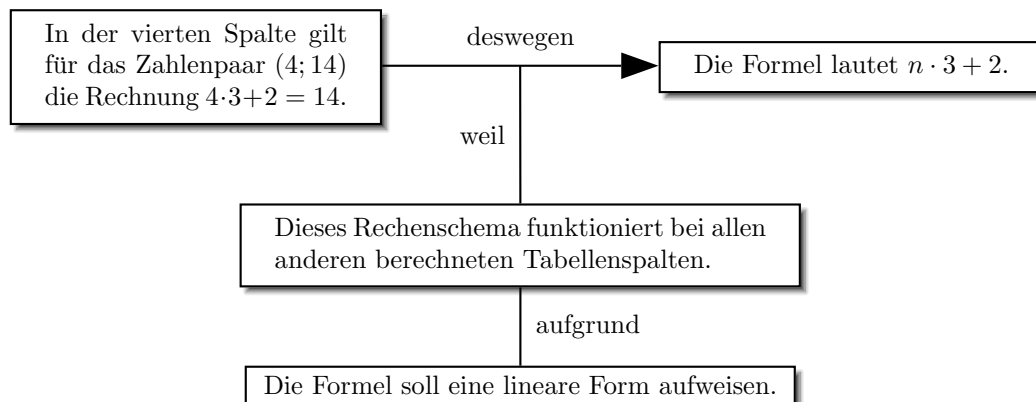 In der vierten Spalte gilt
für das Zahlenpaar (4; 14)
die Rechnung 4·3+2 = 14.
deswegen
Die Formel lautet n · 3 + 2.
weil
Dieses Rechenschema funktioniert bei allen
anderen berechneten Tabellenspalten.
aufgrund
Die Formel soll eine lineare Form aufweisen.